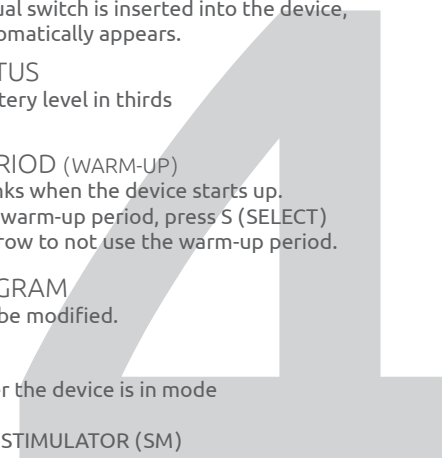 ual switch is inserted into the device,
omatically appears.
TUS
tery level in thirds
RIOD (WARM-UP)
nks when the device starts up.
warm-up period, press S (SELECT)
row to not use the warm-up period.
GRAM
be modified.
r the device is in mode
STIMULATOR (SM)
4